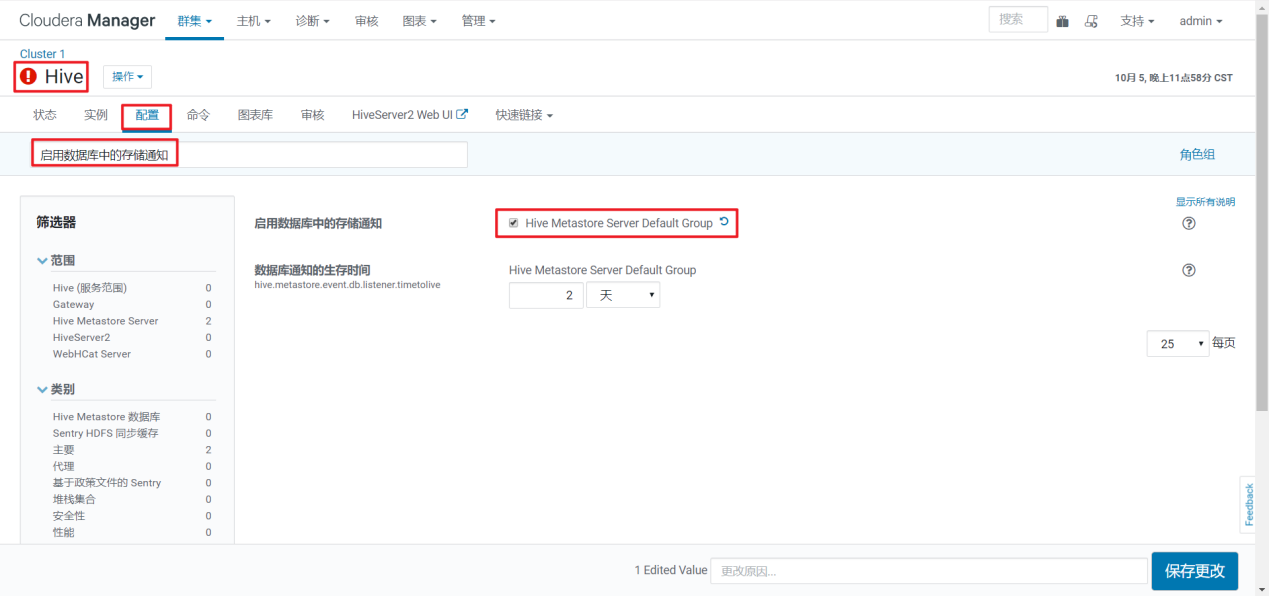 Cloudera Manager 群集 主机 诊断 审核 图表 管理 搜索 支持 admin
Cluster 1
Hive 操作 10月 5, 晚上11点58分 CST
状态 实例 配置 命令 图表库 审核 HiveServer2 Web UI 快速链接
启用数据库中的存储通知 角色组
显示所有说明
筛选器
启用数据库中的存储通知 Hive Metastore Server Default Group
范围
数据库通知的生存时间 Hive Metastore Server Default Group
hive.metastore.event.db.listener.timetolive
2 天
Hive (服务范围) 0
Gateway 0
Hive Metastore Server 2
HiveServer2 0
WebHCat Server 0
25 每页
类别
Hive Metastore 数据库 0
Sentry HDFS 同步缓存 0
主要 2
代理 0
基于政策文件的 Sentry 0
堆栈集合 0
安全性 0
性能 0
Feedback
1 Edited Value 更改原因... 保存更改